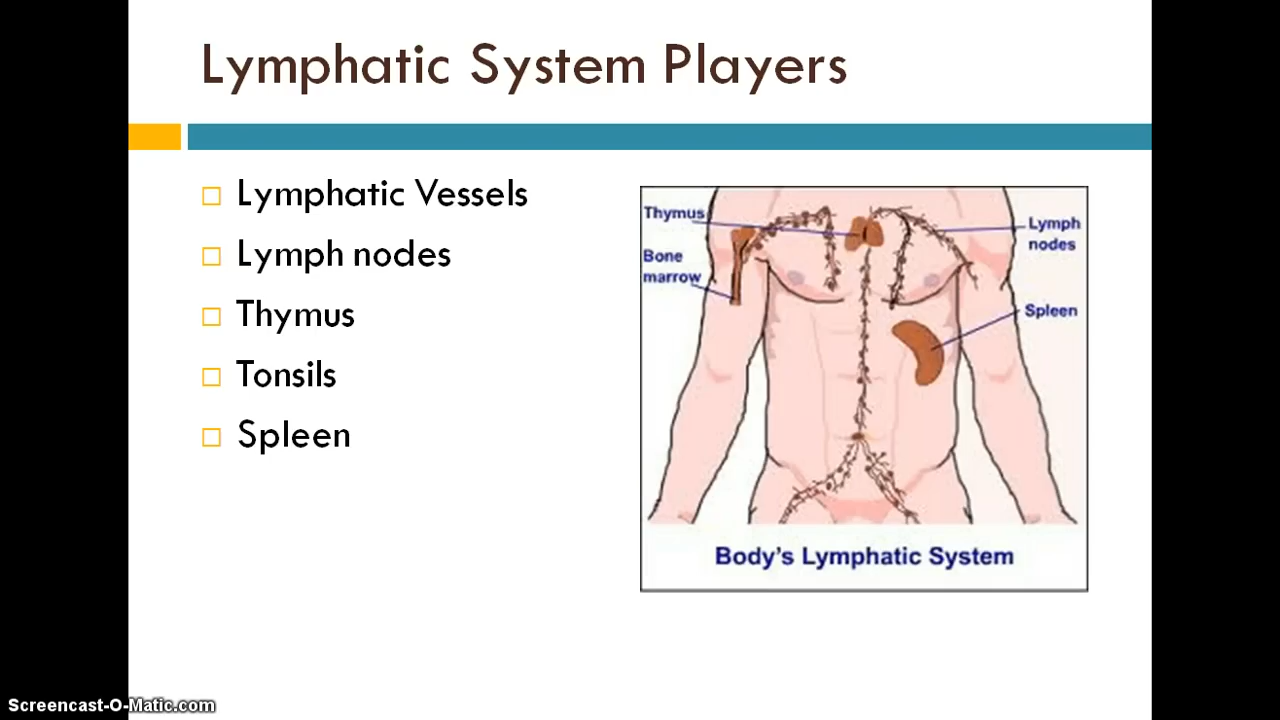 Lymphatic System Players
Lymphatic Vessels
Lymph nodes
Thymus
Tonsils
Spleen
Thymus
Bone
marrow
Lymph
nodes
Spleen
Body's Lymphatic System
Screencast-O-Matic.com